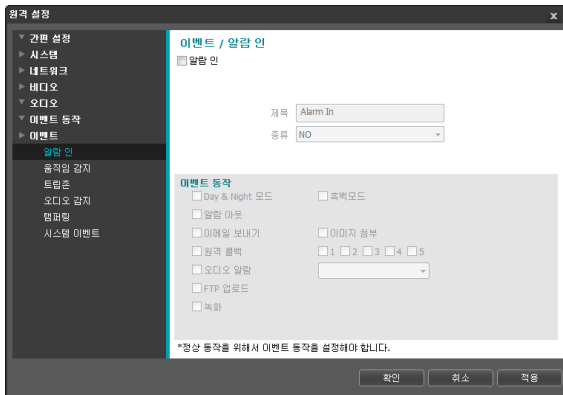 원격 설정
x
간편 설정
시스템
네트워크
비디오
오디오
이벤트 동작
이벤트
알람 인
움직임 감지
트립존
오디오 감지
탬퍼링
시스템 이벤트
이벤트 / 알람 인
알람 인
제목 Alarm In
종류 NO
이벤트 동작
Day & Night 모드 흑백모드
알람 아웃
이메일 보내기 이미지 첨부
원격 콜백 1 2 3 4 5
오디오 알람
FTP 업로드
녹화
*정상 동작을 위해서 이벤트 동작을 설정해야 합니다.
확인 취소 적용